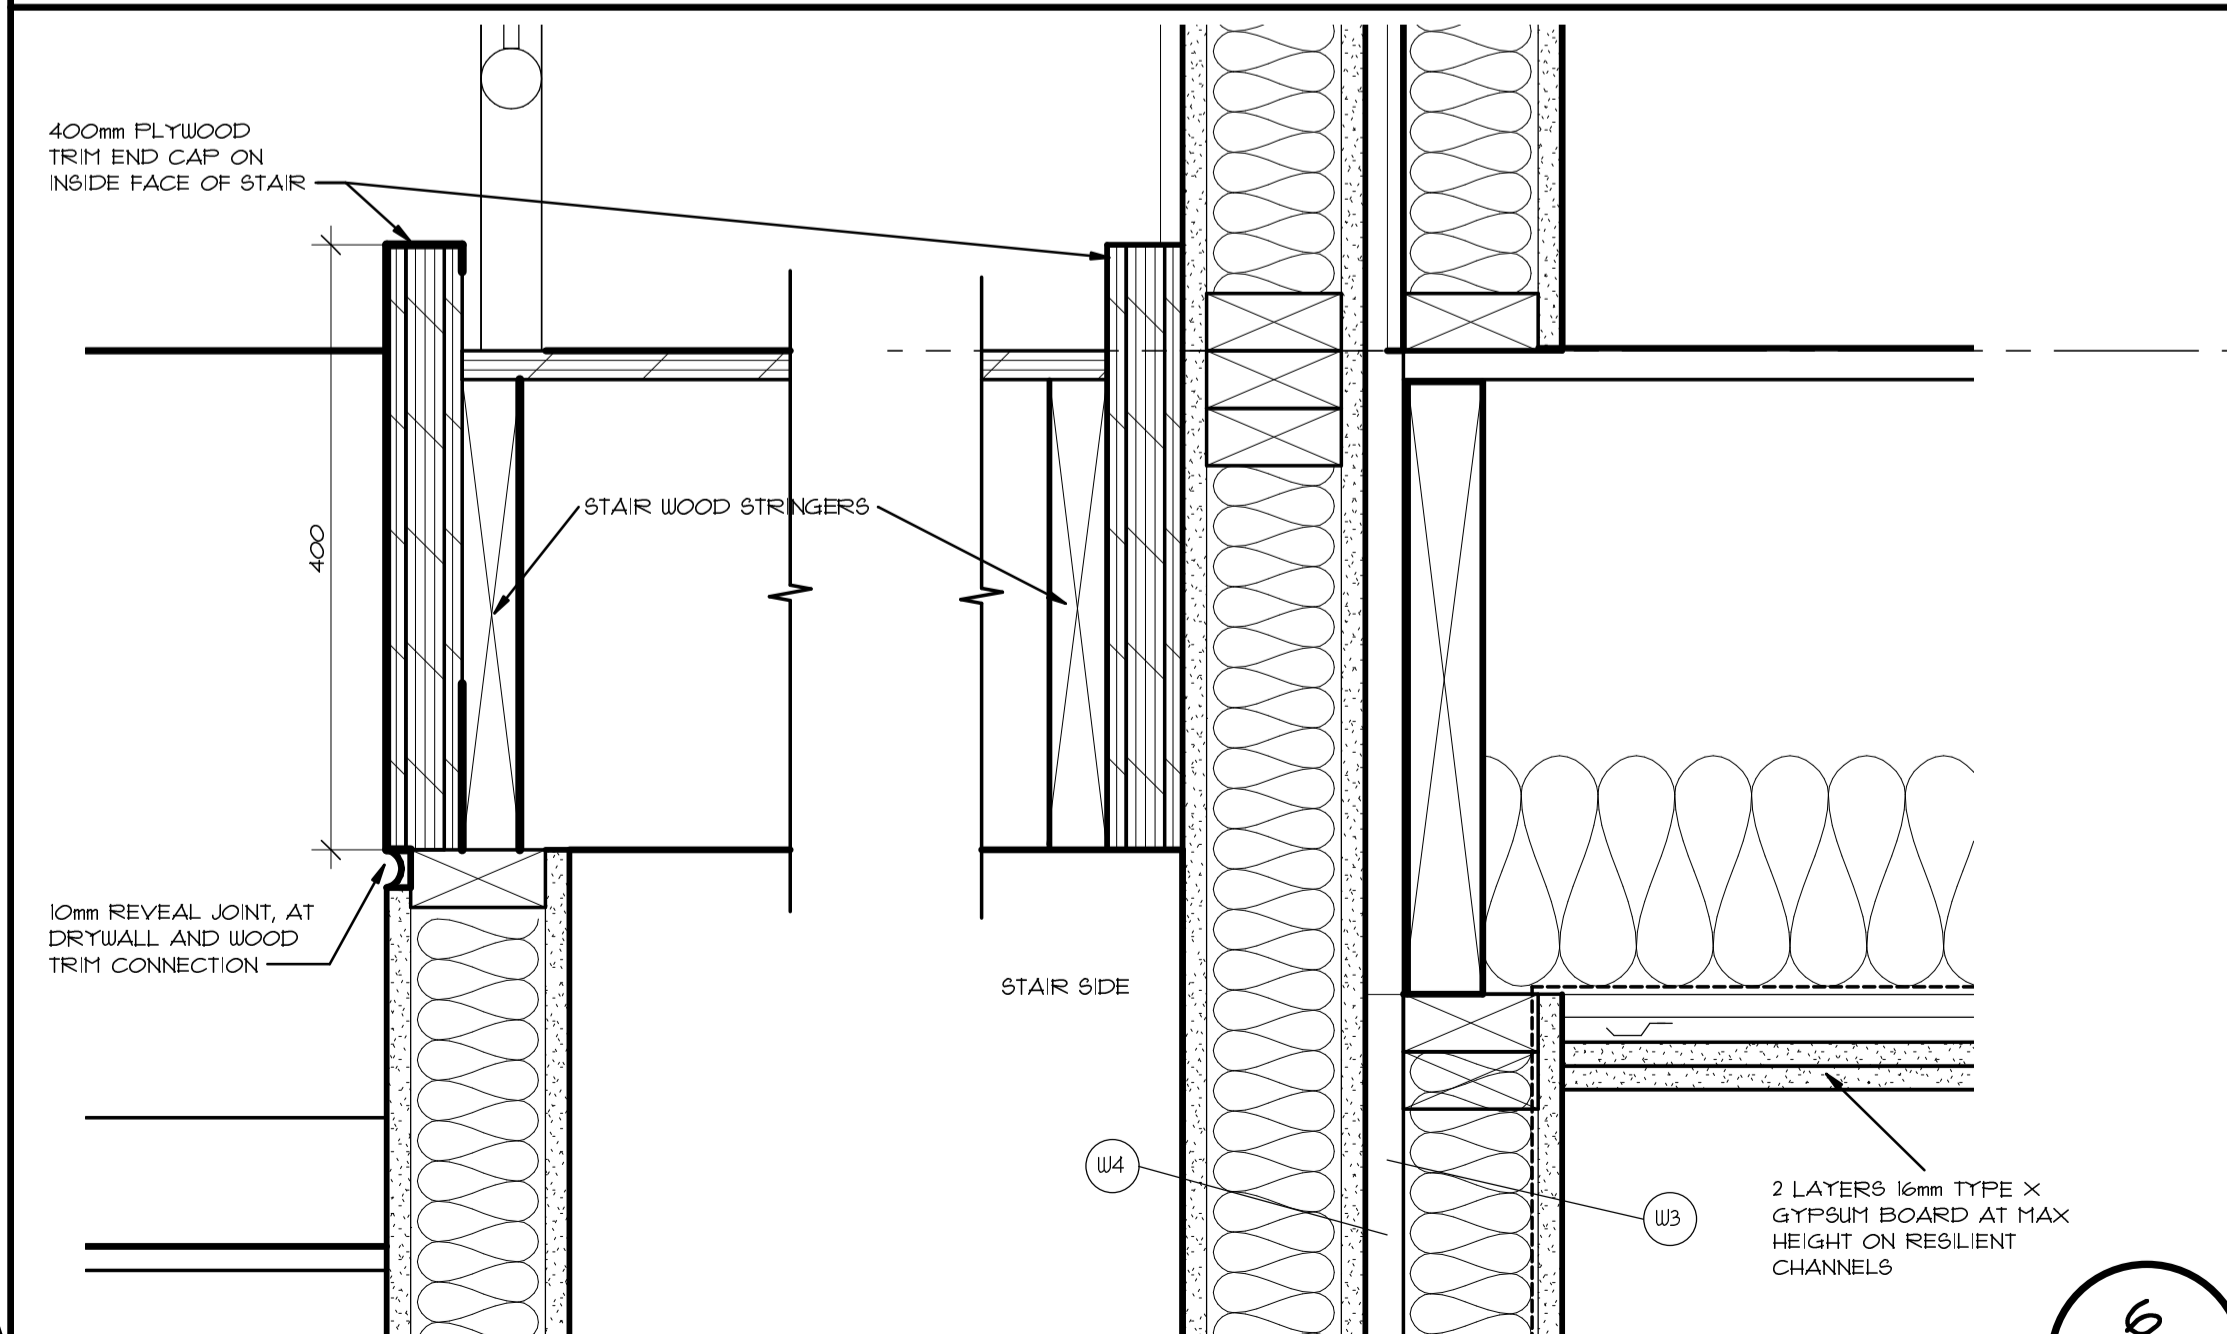 400mm PLYWOOD
TRIM END CAP ON
INSIDE FACE OF STAIR
400
STAIR WOOD STRINGERS
10mm REVEAL JOINT, AT
DRYWALL AND WOOD
TRIM CONNECTION
STAIR SIDE
W4
W3
2 LAYERS 16mm TYPE X
GYPSUM BOARD AT MAX
HEIGHT ON RESILIENT
CHANNELS
6